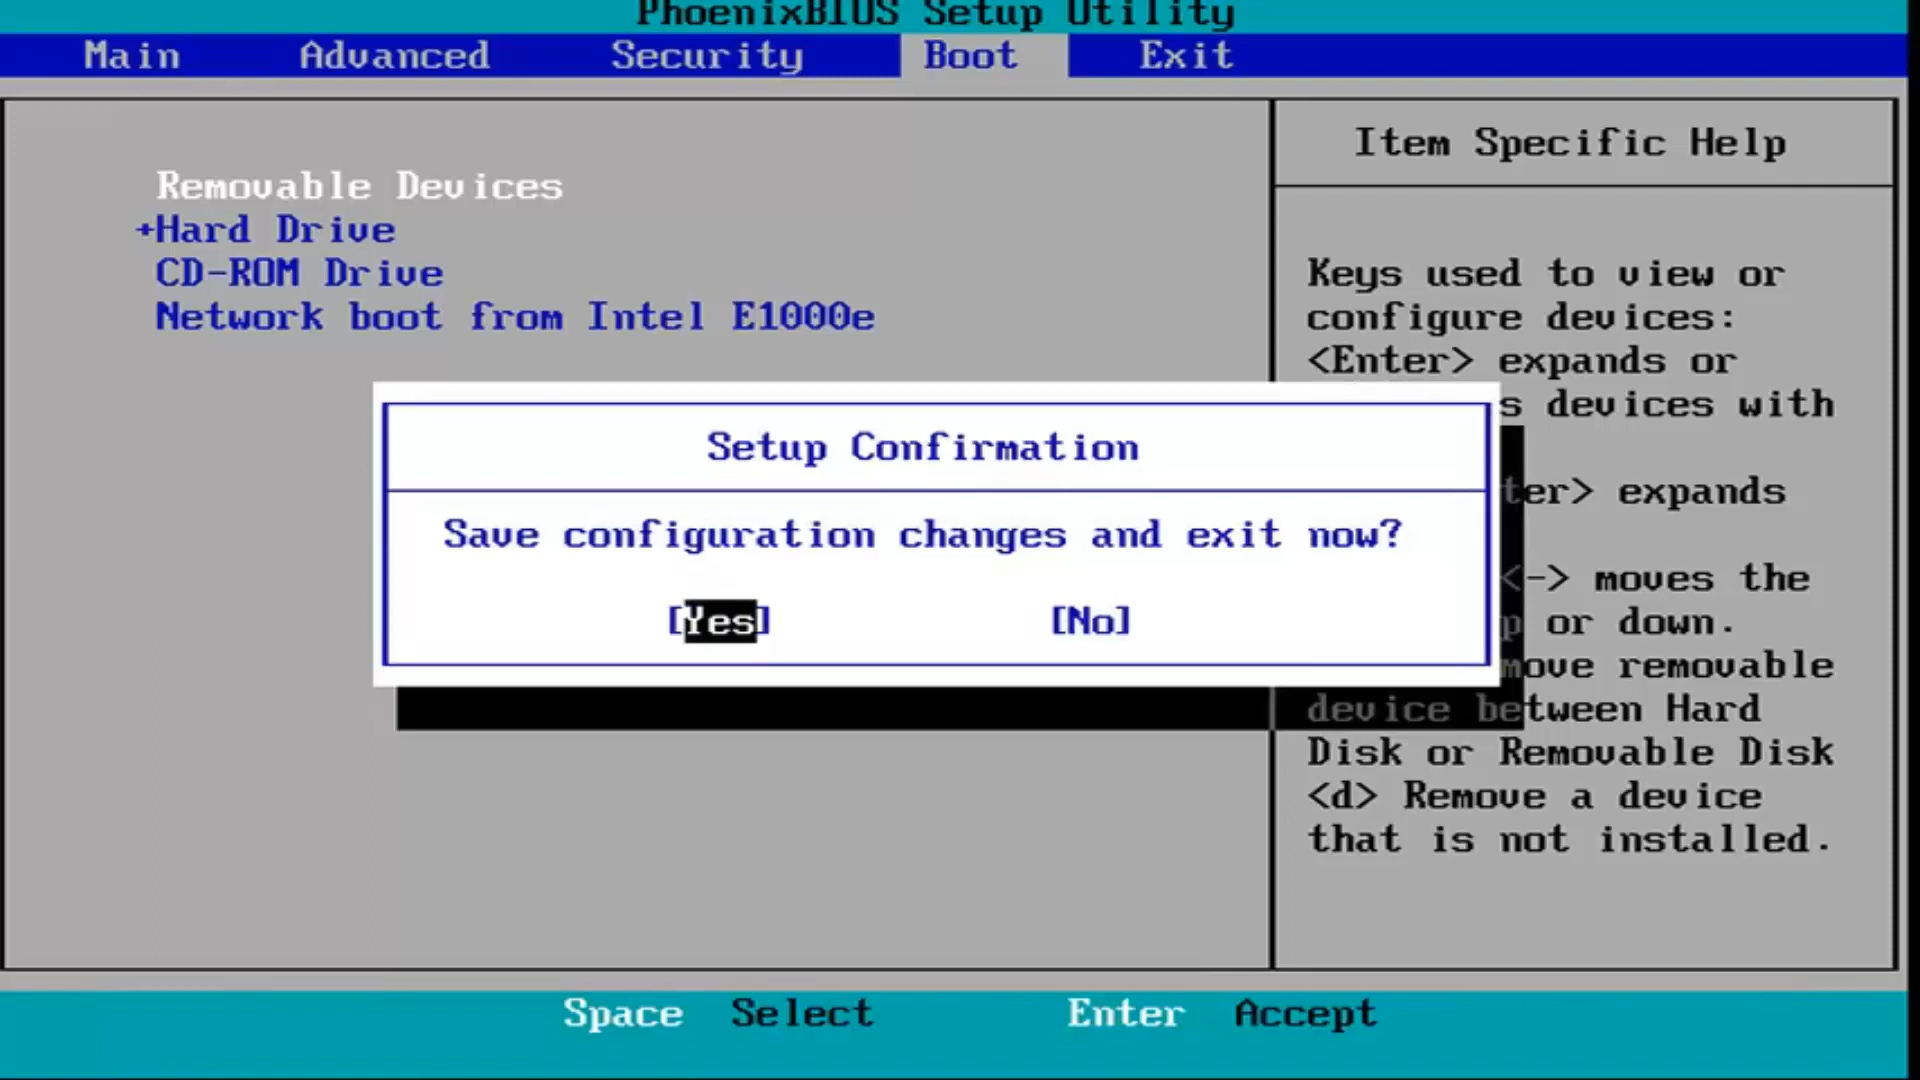 PhoenixBIOS Setup Utility
Main Advanced Security Boot Exit
Removable Devices
+Hard Drive
CD-ROM Drive
Network boot from Intel E1000e
Item Specific Help
Keys used to view or
configure devices:
<Enter> expands or
devices with
expands
<-> moves the
or down.
move removable
device between Hard
Disk or Removable Disk
<d> Remove a device
that is not installed.
Setup Confirmation
Save configuration changes and exit now?
[Yes] [No]
Space Select Enter Accept